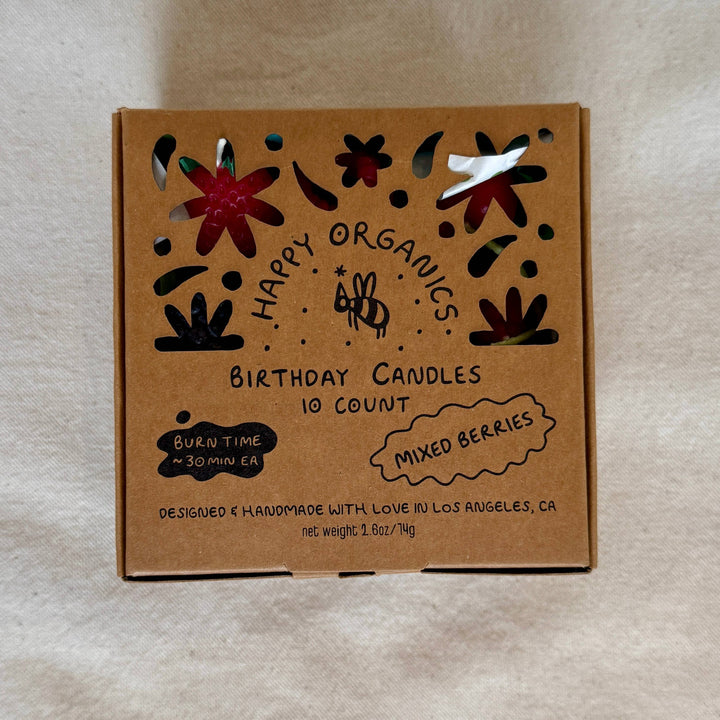 HAPPY ORGANICS.
BIRTHDAY CANDLES
10 COUNT
BURN TIME
~30 MIN EA
MIXED BERRIES
DESIGNED & HANDMADE WITH LOVE IN LOS ANGELES, CA
net weight 2.6oz/74g